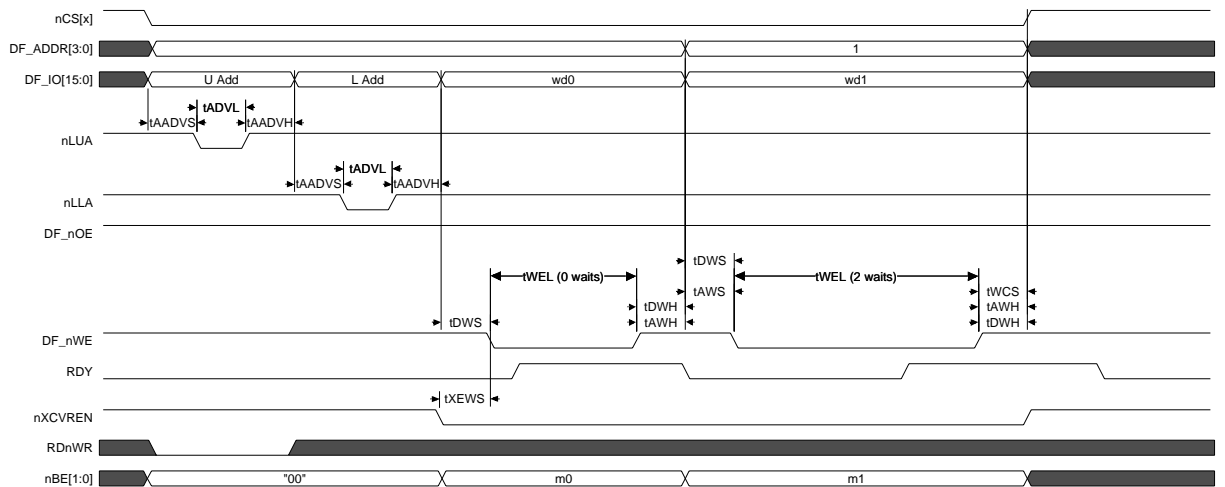 nCS[x]
DF_ADDR[3:0] 1
DF_IO[15:0] U Add L Add wd0 wd1
tADVL
tAADVS tAADVH
nLUA
tADVL
tAADVS tAADVH
nLLA
DF_nOE
tDWS
tWEL (0 waits) tWEL (2 waits)
tAWS tWCS
tDWH tAWH
tDWS tAWH tDWH
DF_nWE
RDY
tXEWS
nXCVREN
RDnWR
nBE[1:0] "00" m0 m1